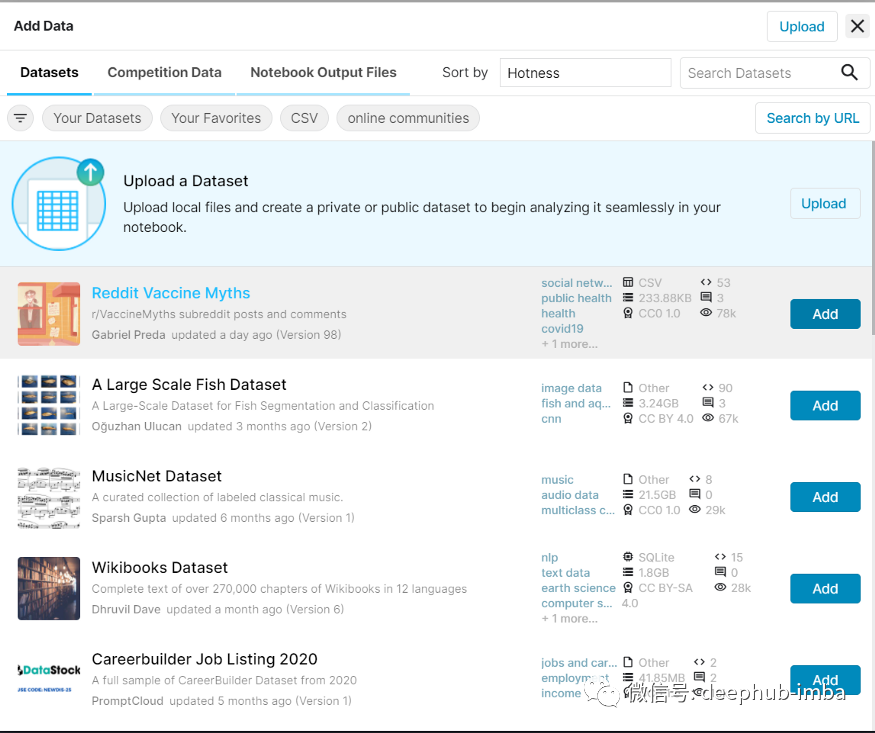 Add Data
Upload
Datasets
Competition Data
Notebook Output Files
Sort by
Hotness
Search Datasets
Your Datasets
Your Favorites
CSV
online communities
Search by URL
Upload a Dataset
Upload local files and create a private or public dataset to begin analyzing it seamlessly in your
notebook.
Upload
Reddit Vaccine Myths
r/VaccineMyths subreddit posts and comments
Gabriel Preda updated a day ago (Version 98)
social netw...
public health
health
covid19
+ 1 more...
CSV
233.88KB
CC0 1.0
53
3
78k
Add
A Large Scale Fish Dataset
A Large-Scale Dataset for Fish Segmentation and Classification
Oğuzhan Ulucan updated 3 months ago (Version 2)
image data
fish and aq...
cnn
Other
3.24GB
CC BY 4.0
90
3
67k
Add
MusicNet Dataset
A curated collection of labeled classical music.
Sparsh Gupta updated 6 months ago (Version 1)
music
audio data
multiclass c...
Other
21.5GB
CC0 1.0
8
0
29k
Add
Wikibooks Dataset
Complete text of over 270,000 chapters of Wikibooks in 12 languages
Dhruvil Dave updated a month ago (Version 6)
nlp
text data
earth science
computer s...
+ 1 more...
SQLite
1.8GB
CC BY-SA
4.0
15
0
28k
Add
DataStock
USE CODE: NEWDS-25
Careerbuilder Job Listing 2020
A full sample of CareerBuilder Dataset from 2020
PromptCloud updated 5 months ago (Version 1)
jobs and car...
employment
income
Other
41.85MB
2
2
Add
微信号: deephub-imba